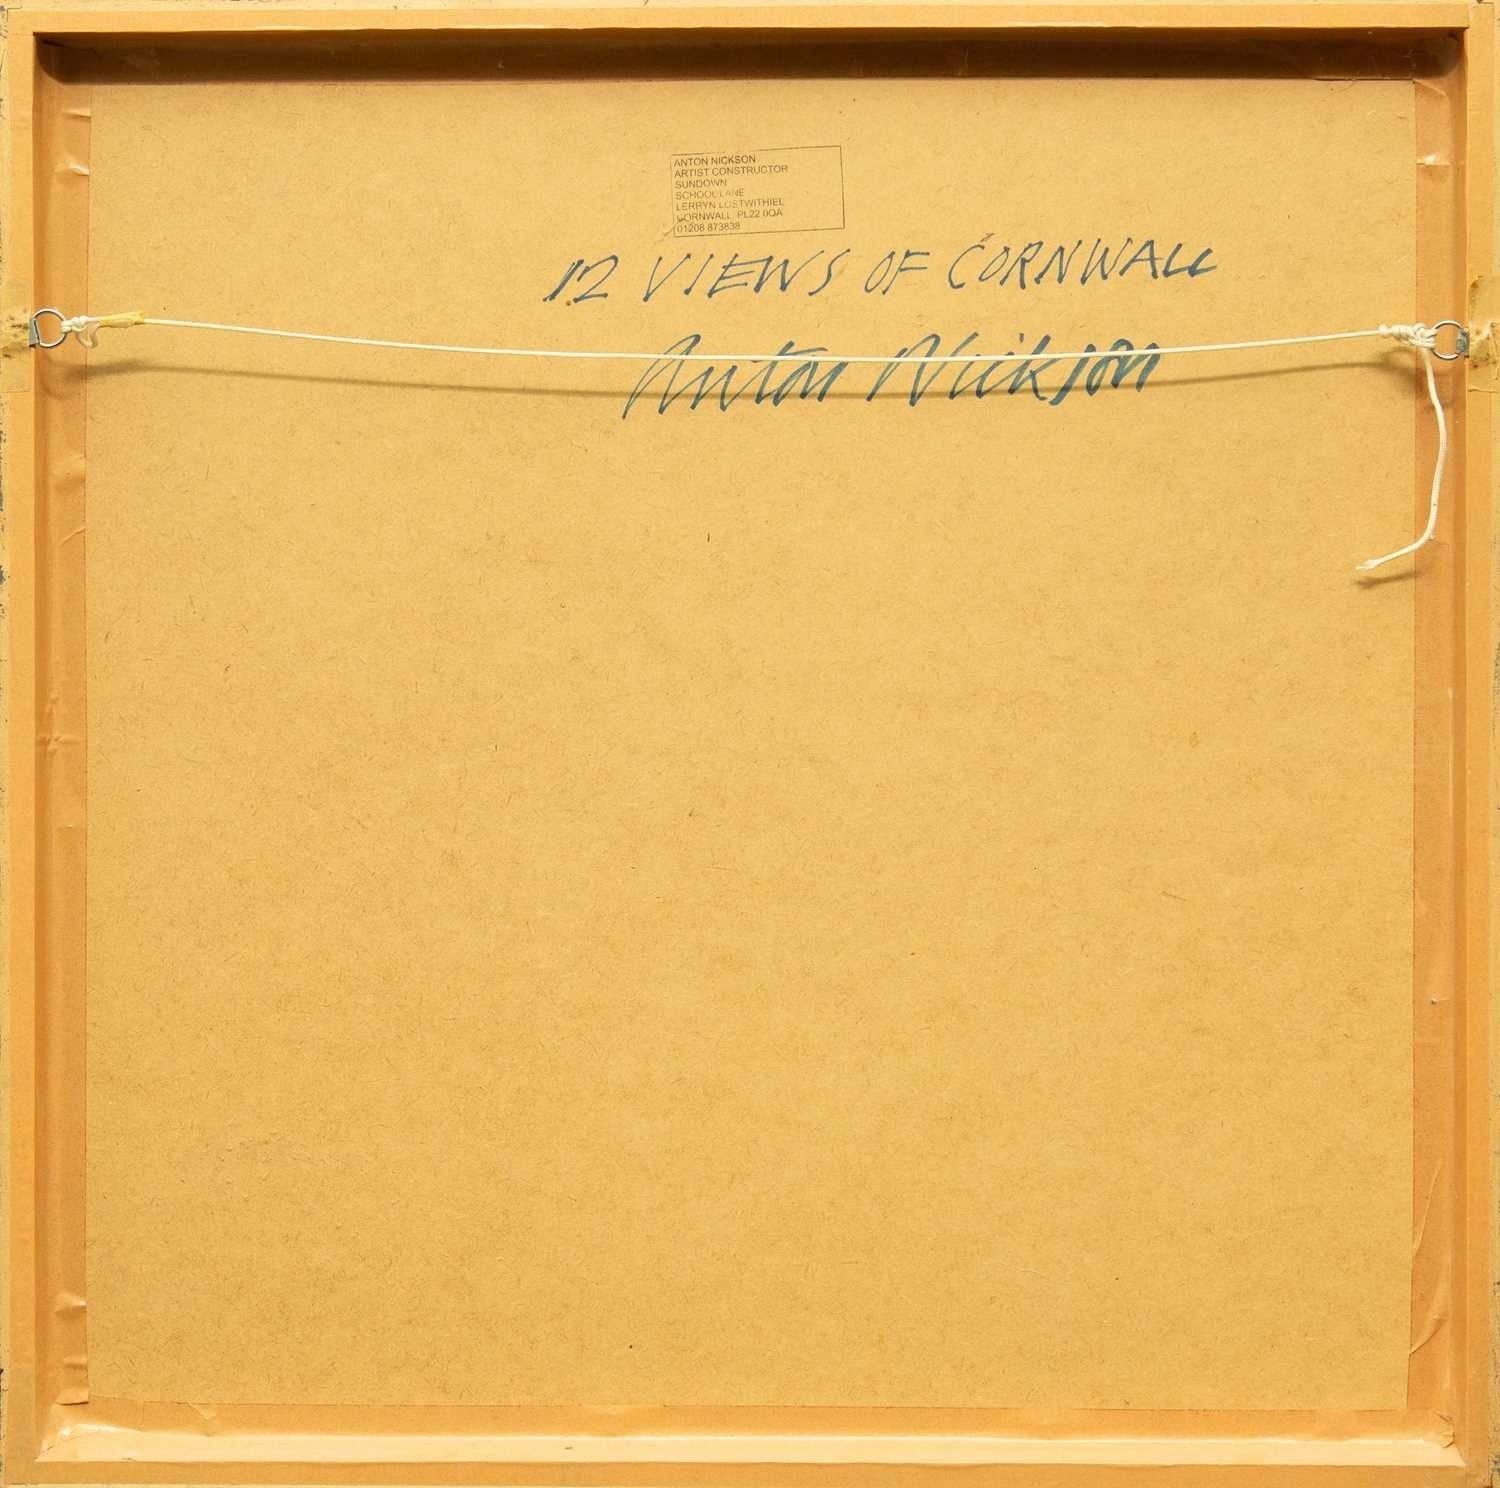 ANTON NICKSON
ARTIST CONSTRUCTOR
SUNDOWN
SCHOOL LANE
LERRYN LOSTWITHIEL
CORNWALL PL22 0QA
01208 873838
12 VIEWS OF CORNWALL
Anton Nickson